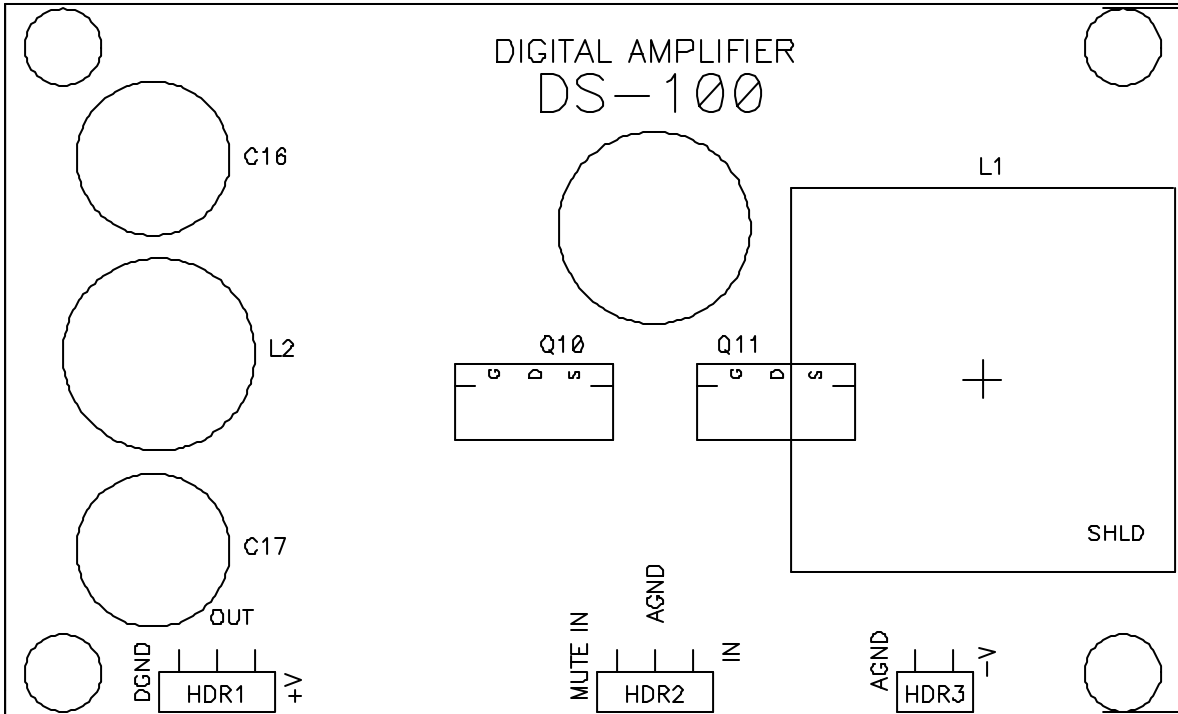 DIGITAL AMPLIFIER
DS-100
C16
L1
L2
Q10
Q11
G D S
G D S
SHLD
C17
OUT
DGND
HDR1
+V
MUTE IN
AGND
IN
HDR2
AGND
HDR3
-V